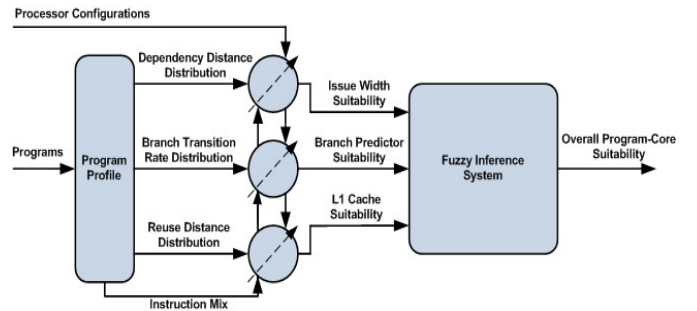 Processor Configurations
Dependency Distance
Distribution
Issue Width
Suitability
Programs
Program
Profile
Branch Transition
Rate Distribution
Branch Predictor
Suitability
Fuzzy Inference
System
Overall Program-Core
Suitability
L1 Cache
Suitability
Reuse Distance
Distribution
Instruction Mix